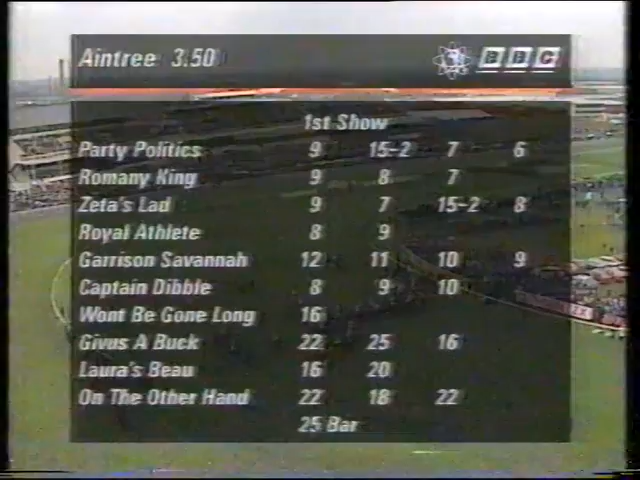 Aintree 3.50 BBC
1st Show
Party Politics 9 15-2 7 6
Romany King 9 8 7
Zeta's Lad 9 7 15-2 8
Royal Athlete 8 9
Garrison Savannah 12 11 10 9
Captain Dibble 8 9 10
Wont Be Gone Long 16
Givus A Buck 22 25 16
Laura's Beau 16 20
On The Other Hand 22 18 22
25 Bar